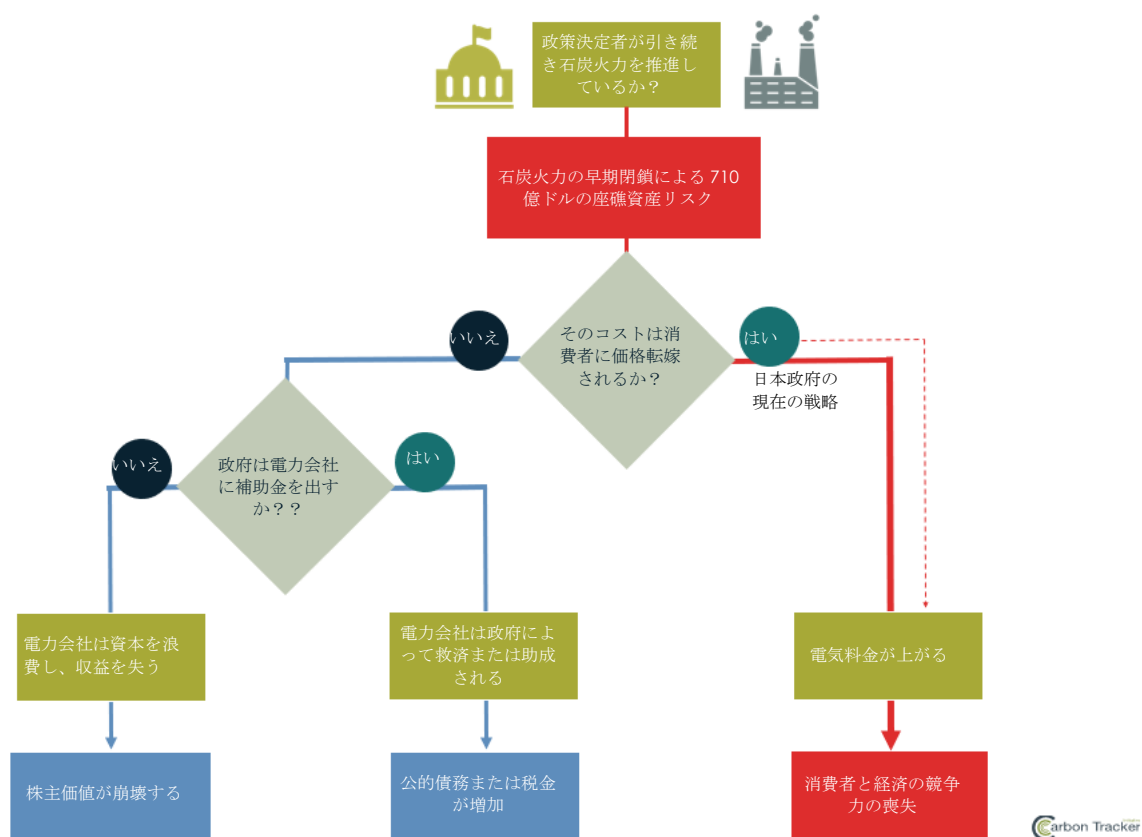 政策決定者が引き続
き石炭火力を推進し
ているか？
石炭火力の早期閉鎖による 710
億ドルの座礁資産リスク
そのコストは消
費者に価格転嫁
されるか？
いいえ
はい
日本政府の
現在の戦略
政府は電力会社
に補助金を出す
か？？
いいえ
はい
電力会社は資本を浪
費し、収益を失う
電力会社は政府によ
って救済または助成
される
電気料金が上がる
株主価値が崩壊する
公的債務または税金
が増加
消費者と経済の競争
力の喪失
Carbon Tracker